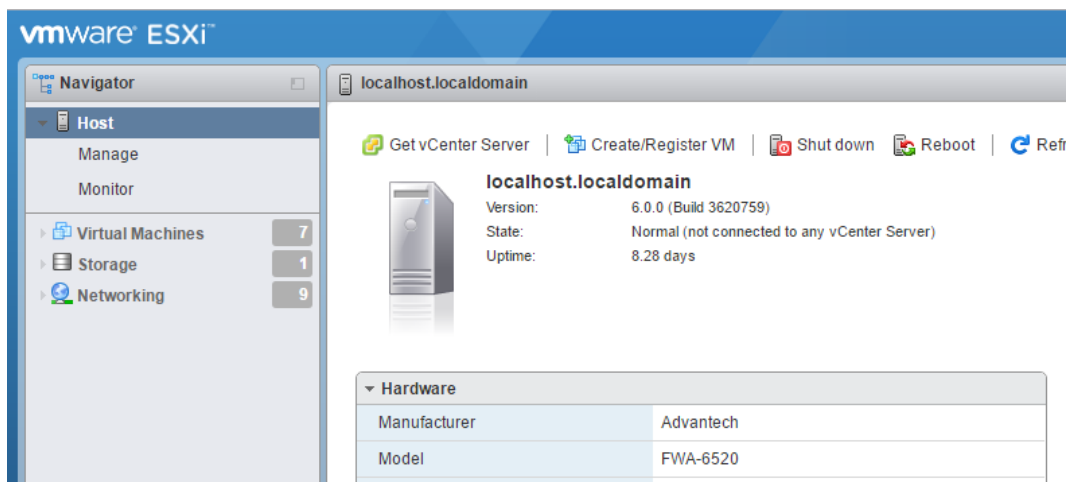 vmware® ESXi™
Navigator
localhost.localdomain
Host
Manage
Monitor
Virtual Machines 7
Storage 1
Networking 9
Get vCenter Server | Create/Register VM | Shut down Reboot | Refr
localhost.localdomain
Version: 6.0.0 (Build 3620759)
State: Normal (not connected to any vCenter Server)
Uptime: 8.28 days
Hardware
Manufacturer Advantech
Model FWA-6520